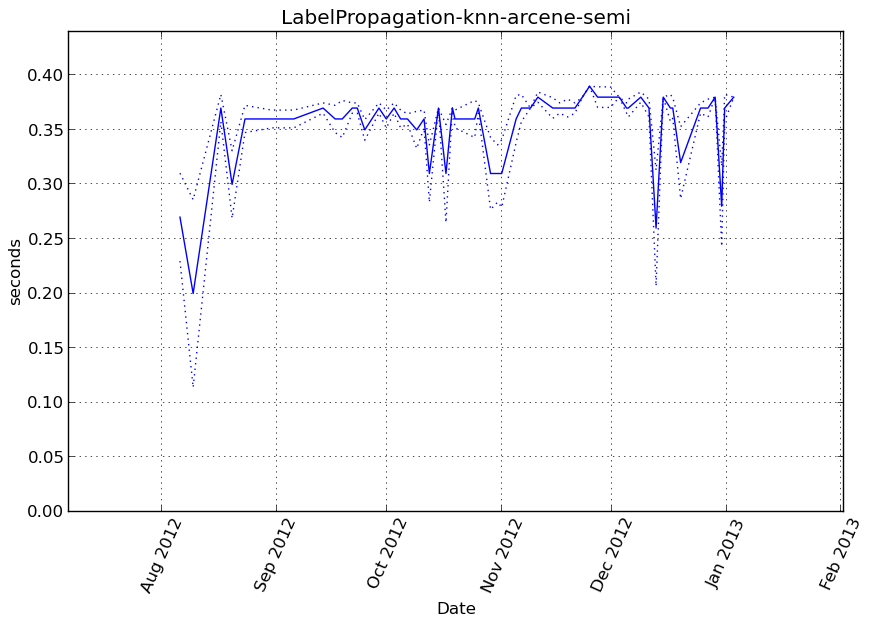 LabelPropagation-knn-arcene-semi
0.40
0.35
0.30
0.25
0.20
0.15
0.10
0.05
0.00
seconds
Aug 2012
Sep 2012
Oct 2012
Nov 2012
Dec 2012
Jan 2013
Feb 2013
Date